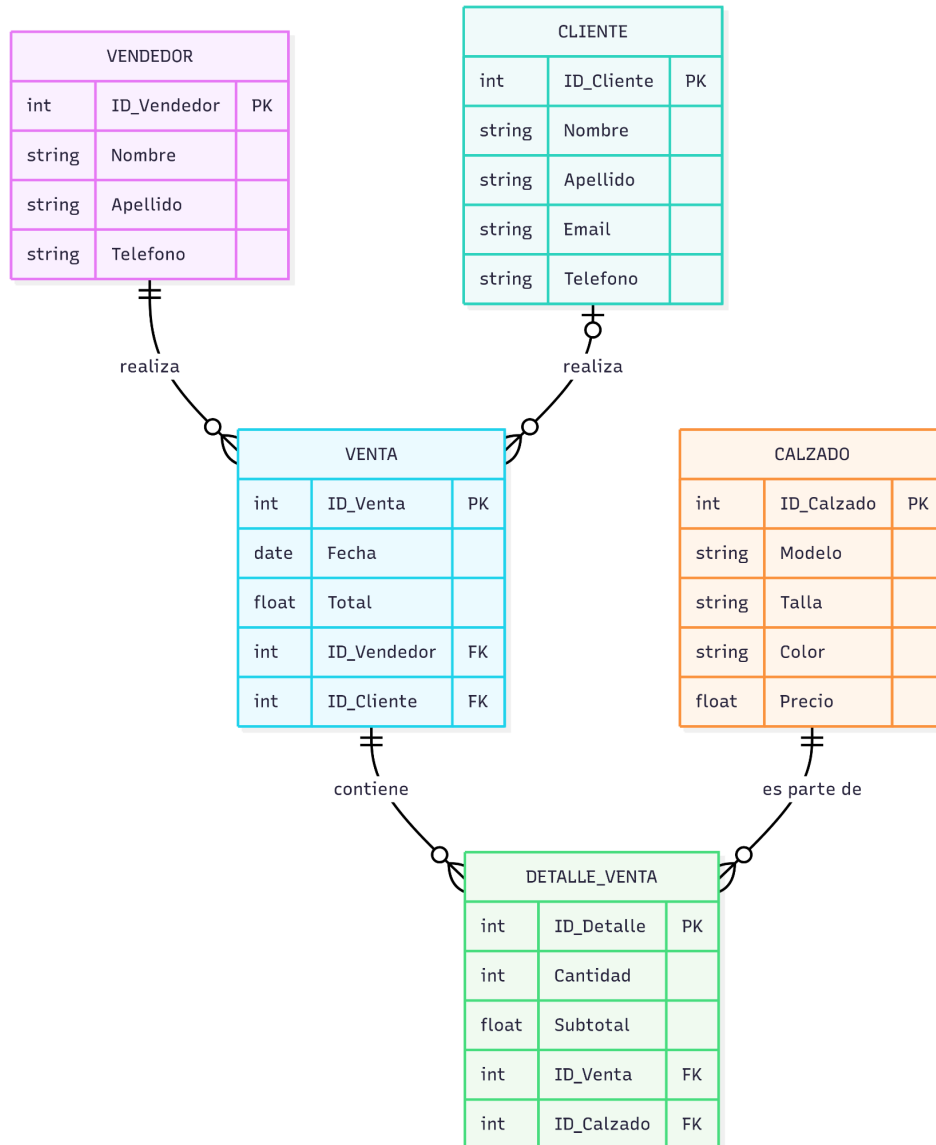 VENDEDOR
int ID_Vendedor PK
string Nombre
string Apellido
string Telefono
CLIENTE
int ID_Cliente PK
string Nombre
string Apellido
string Email
string Telefono
realiza
realiza
VENTA
int ID_Venta PK
date Fecha
float Total
int ID_Vendedor FK
int ID_Cliente FK
CALZADO
int ID_Calzado PK
string Modelo
string Talla
string Color
float Precio
contiene
es parte de
DETALLE_VENTA
int ID_Detalle PK
int Cantidad
float Subtotal
int ID_Venta FK
int ID_Calzado FK